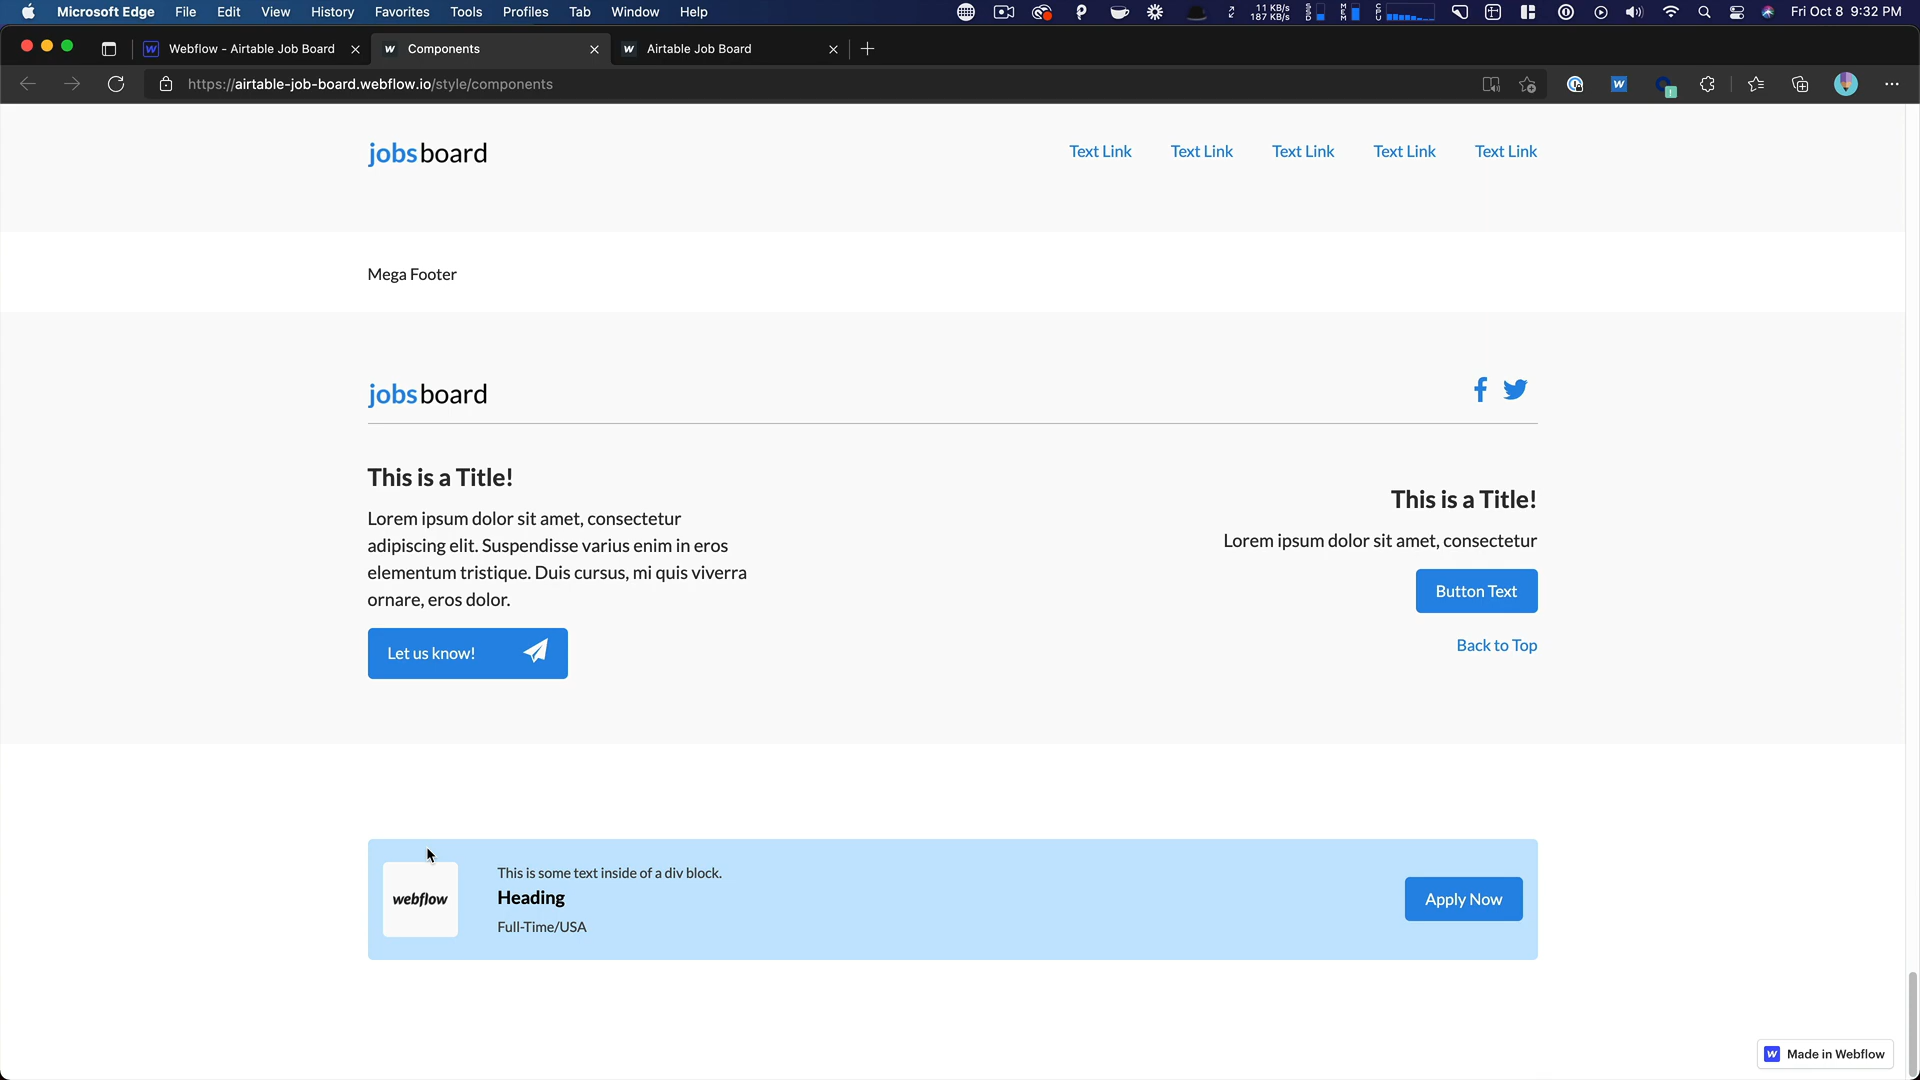 Microsoft Edge File Edit View History Favorites Tools Profiles Tab Window Help 11 KB/s 187 KB/s SSD MEM CPU Fri Oct 8 9:32 PM
Webflow - Airtable Job Board Components Airtable Job Board
https://airtable-job-board.webflow.io/style/components
jobsboard Text Link Text Link Text Link Text Link Text Link
Mega Footer
jobsboard
This is a Title!
Lorem ipsum dolor sit amet, consectetur
adipiscing elit. Suspendisse varius enim in eros
elementum tristique. Duis cursus, mi quis viverra
ornare, eros dolor.
Let us know!
This is a Title!
Lorem ipsum dolor sit amet, consectetur
Button Text
Back to Top
webflow
This is some text inside of a div block.
Heading
Full-Time/USA
Apply Now
Made in Webflow